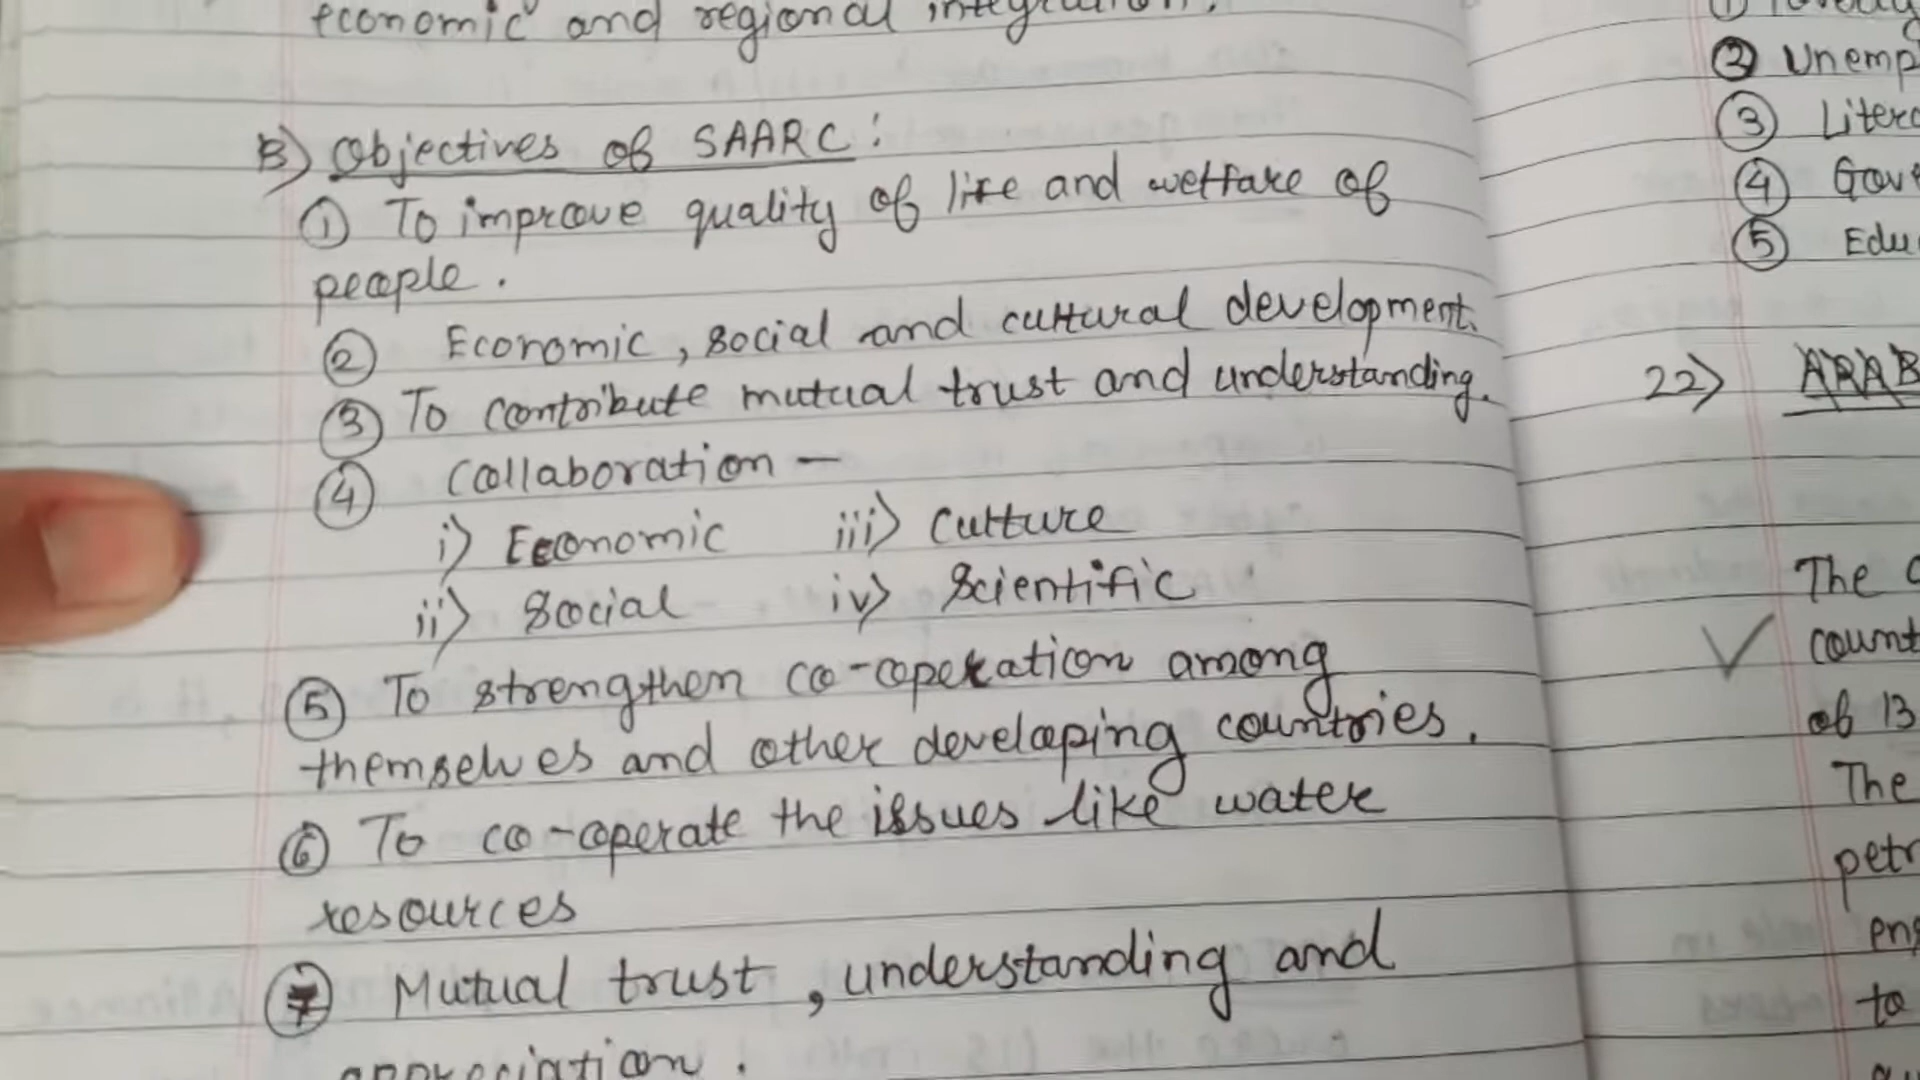 economic and regional integration.
B) Objectives of SAARC:
① To improve quality of life and welfare of
people.
② Economic, social and cultural development.
③ To contribute mutual trust and understanding.
④ Collaboration —
i) Economic iii) Culture
ii) Social iv) Scientific
⑤ To strengthen co-operation among
themselves and other developing countries.
⑥ To co-operate the issues like water
resources
⑦ Mutual trust, understanding and
appreciation.
② Unemp
③ Litera
④ Gov
⑤ Edu
22) ARAB
The
count
of 13
The
petr
eng
to